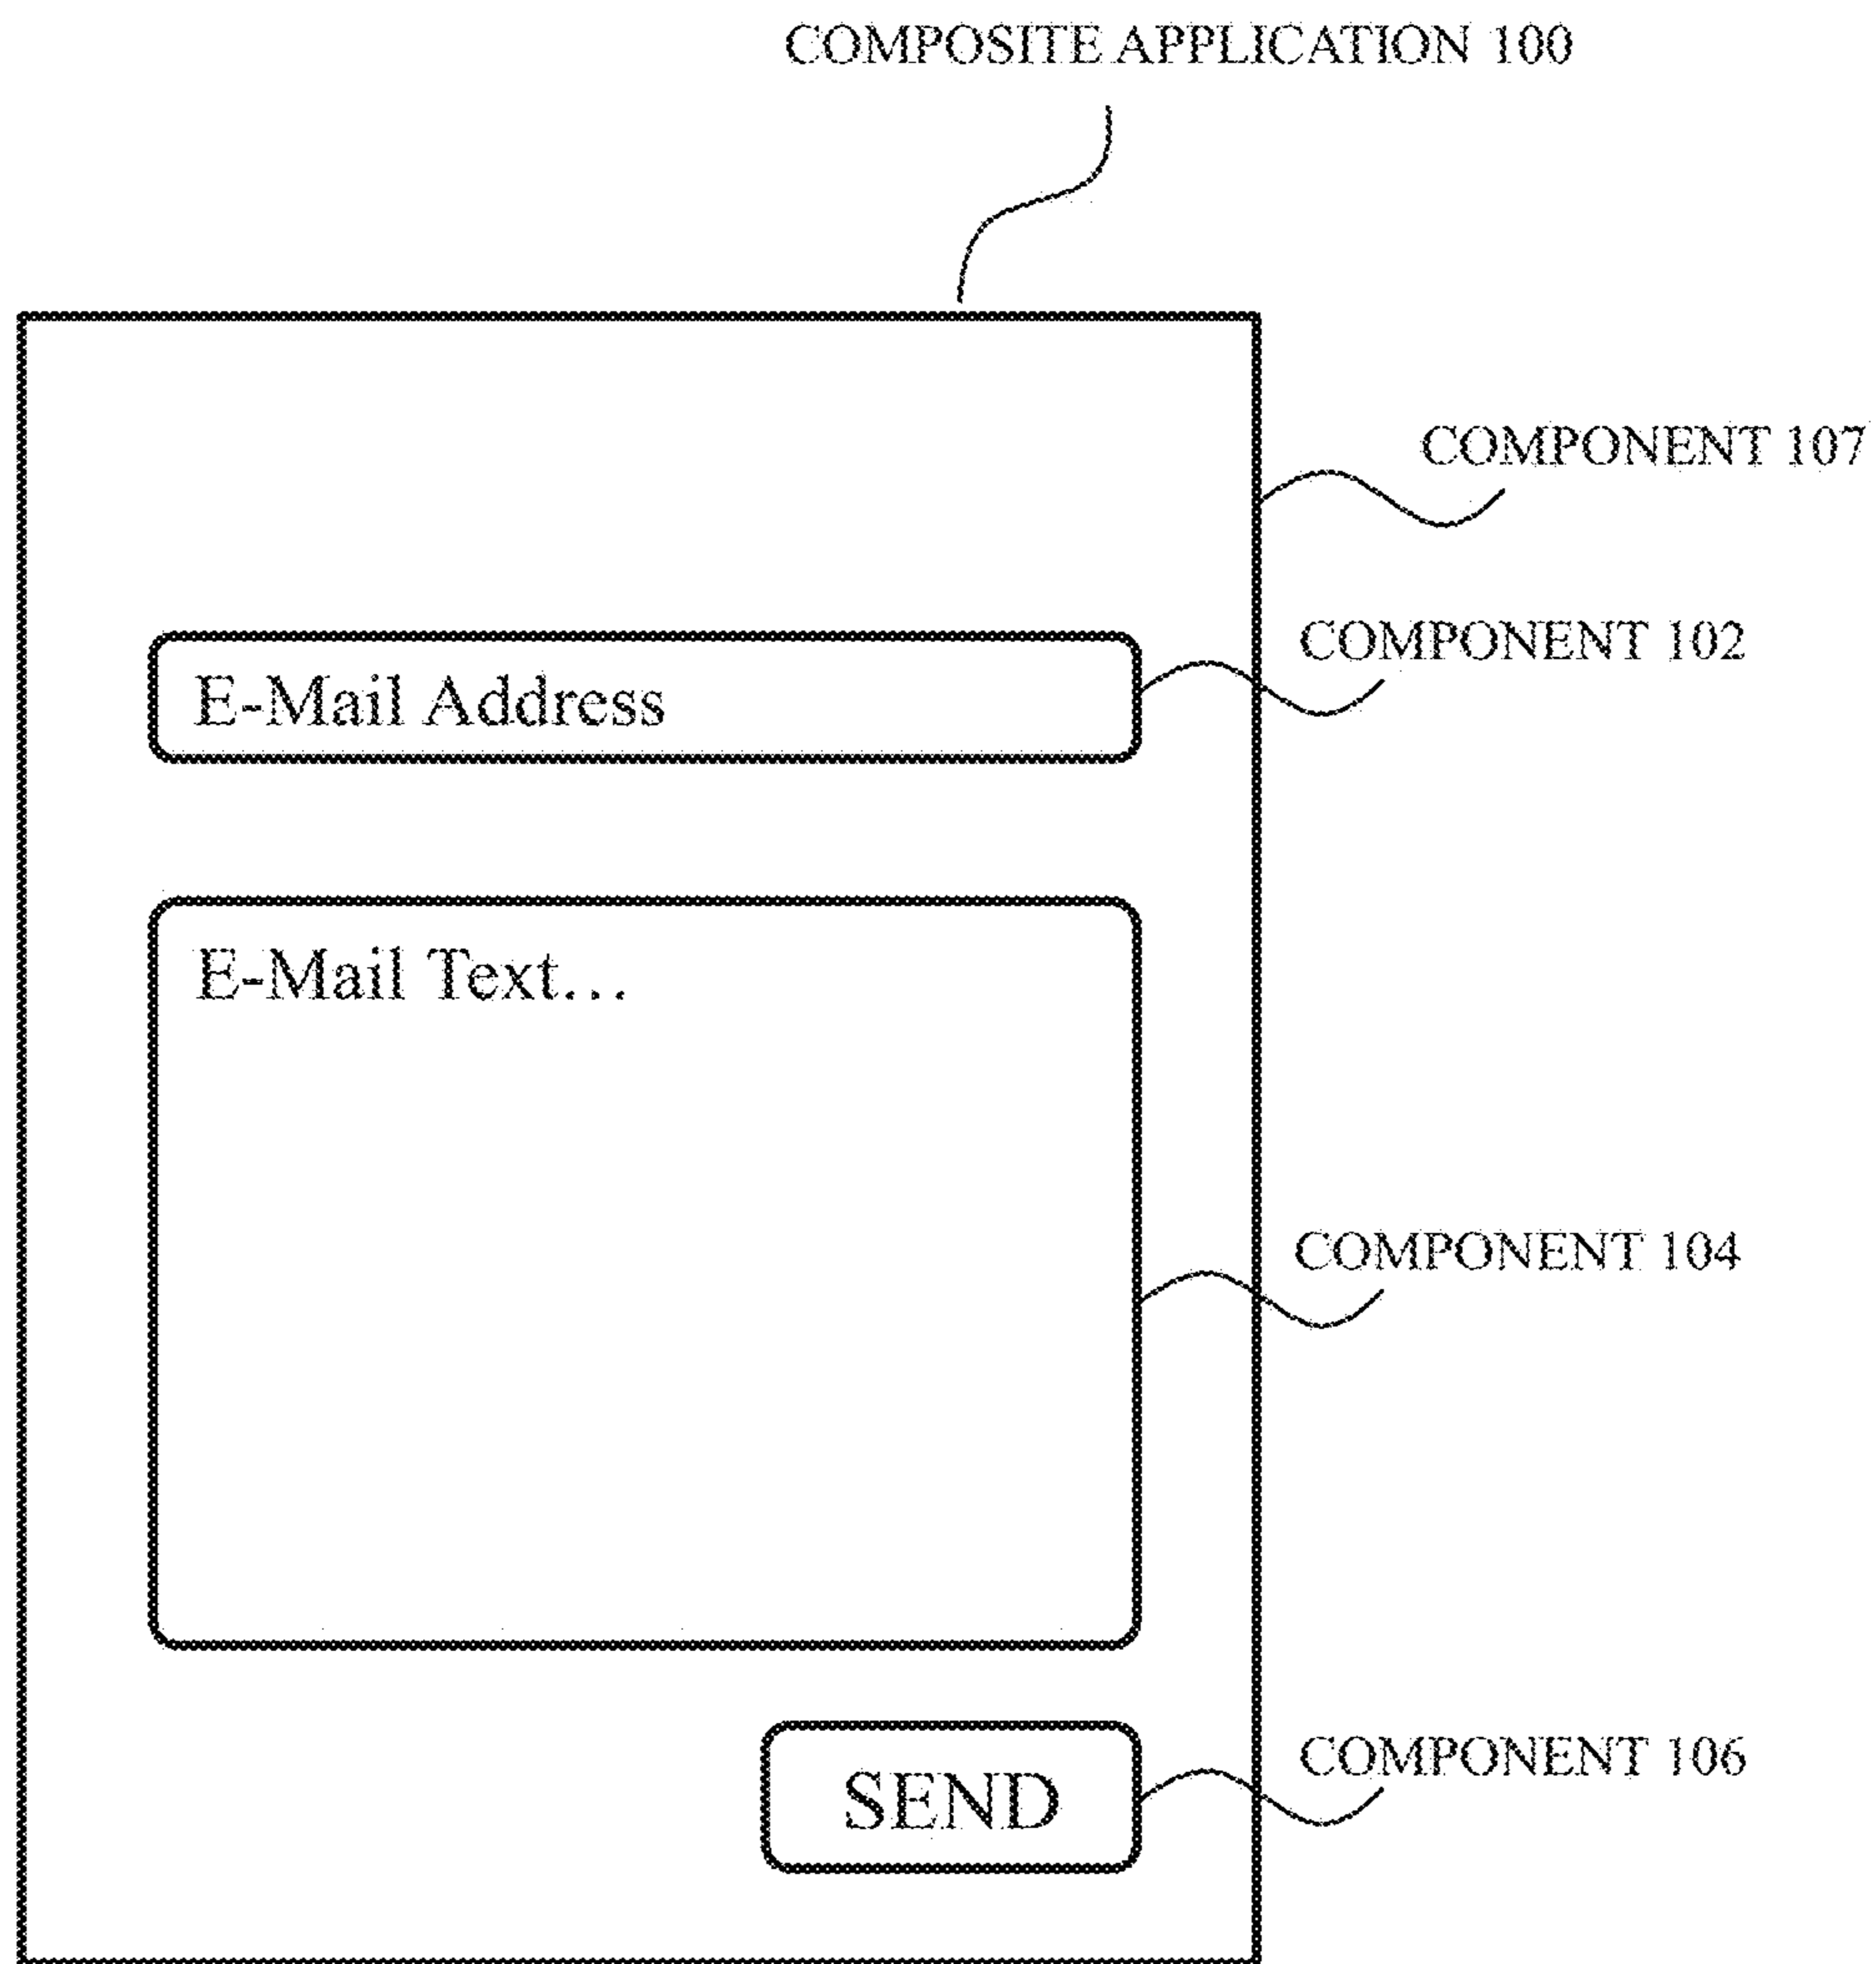 COMPOSITE APPLICATION 100
COMPONENT 107
COMPONENT 102
E-Mail Address
E-Mail Text...
COMPONENT 104
COMPONENT 106
SEND